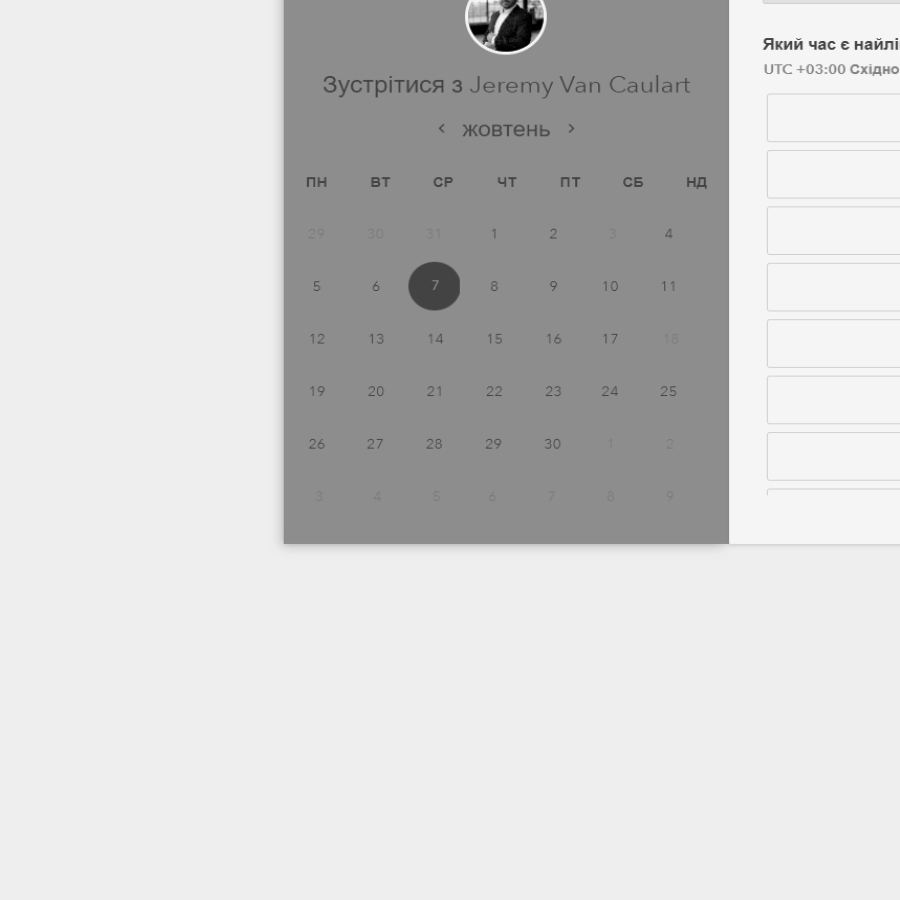 Зустрітися з Jeremy Van Caulart
жовтень
ПН ВТ СР ЧТ ПТ СБ НД
29 30 31 1 2 3 4
5 6 7 8 9 10 11
12 13 14 15 16 17 18
19 20 21 22 23 24 25
26 27 28 29 30 1 2
3 4 5 6 7 8 9
Який час є найлі
UTC +03:00 Східно